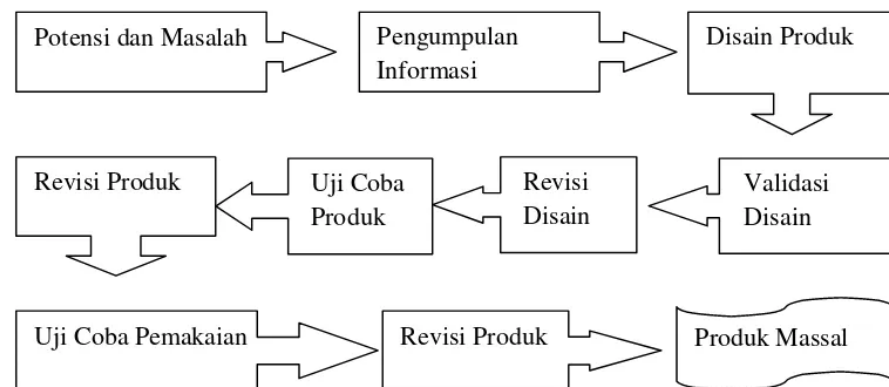 Potensi dan Masalah
Pengumpulan
Informasi
Disain Produk
Validasi
Disain
Revisi
Disain
Uji Coba
Produk
Revisi Produk
Uji Coba Pemakaian
Revisi Produk
Produk Massal